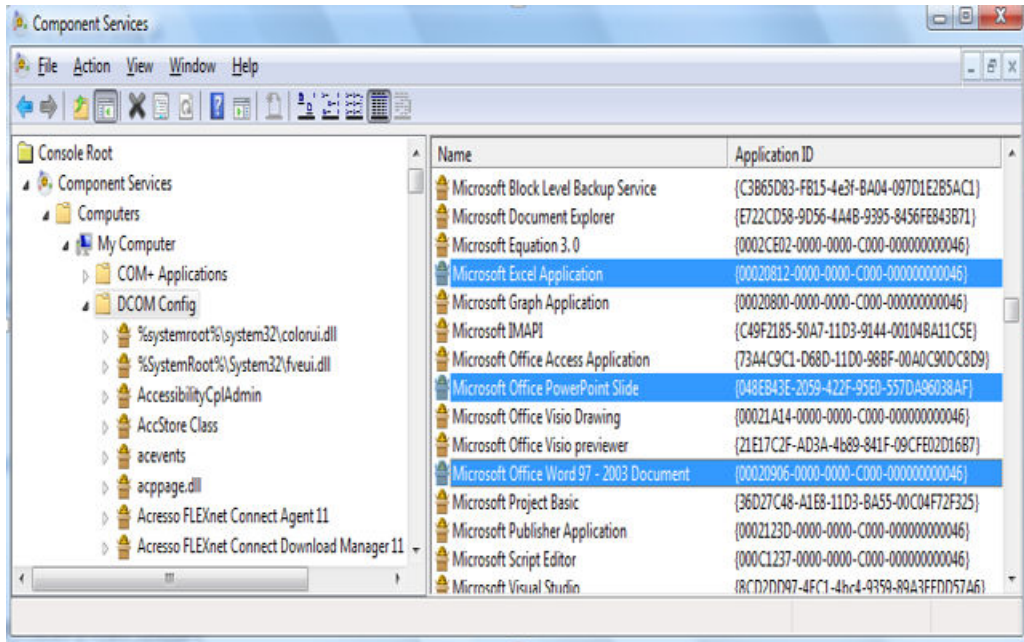 Component Services
File Action View Window Help
Console Root
Component Services
Computers
My Computer
COM+ Applications
DCOM Config
%systemroot%\system32\colorui.dll
%SystemRoot%\System32\fveui.dll
AccessibilityCplAdmin
AccStore Class
acevents
acppage.dll
Acresso FLEXnet Connect Agent 11
Acresso FLEXnet Connect Download Manager 11
Name Application ID
Microsoft Block Level Backup Service {C3B65D83-FB15-4e3f-BA04-097D1E2B5AC1}
Microsoft Document Explorer {E722CD58-9D56-4A4B-9395-8456FE843B71}
Microsoft Equation 3. 0 {0002CE02-0000-0000-C000-000000000046}
Microsoft Excel Application {00020812-0000-0000-C000-000000000046}
Microsoft Graph Application {00020800-0000-0000-C000-000000000046}
Microsoft IMAPI {C49F2185-50A7-11D3-9144-00104BA11C5E}
Microsoft Office Access Application {73A4C9C1-D68D-11D0-98BF-00A0C90DC8D9}
Microsoft Office PowerPoint Slide {048EB43E-2059-422F-95E0-557DA96038AF}
Microsoft Office Visio Drawing {00021A14-0000-0000-C000-000000000046}
Microsoft Office Visio previewer {21E17C2F-AD3A-4b89-841F-09CFE02D16B7}
Microsoft Office Word 97 - 2003 Document {00020906-0000-0000-C000-000000000046}
Microsoft Project Basic {36D27C48-A1E8-11D3-BA55-00C04F72F325}
Microsoft Publisher Application {0002123D-0000-0000-C000-000000000046}
Microsoft Script Editor {000C1237-0000-0000-C000-000000000046}
Microsoft Visual Studio {8CD2DD97-4FC1-4bc4-9359-89A3FFDD57A6}